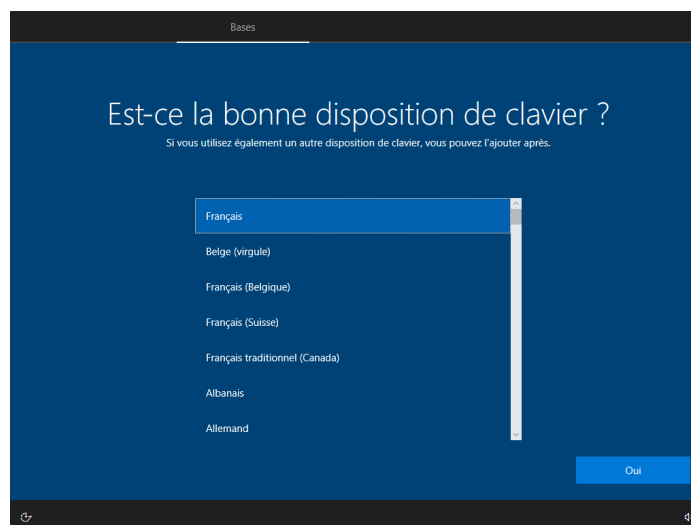 Bases
Est-ce la bonne disposition de clavier ?
Si vous utilisez également un autre disposition de clavier, vous pouvez l'ajouter après.
Français
Belge (virgule)
Français (Belgique)
Français (Suisse)
Français traditionnel (Canada)
Albanais
Allemand
Oui